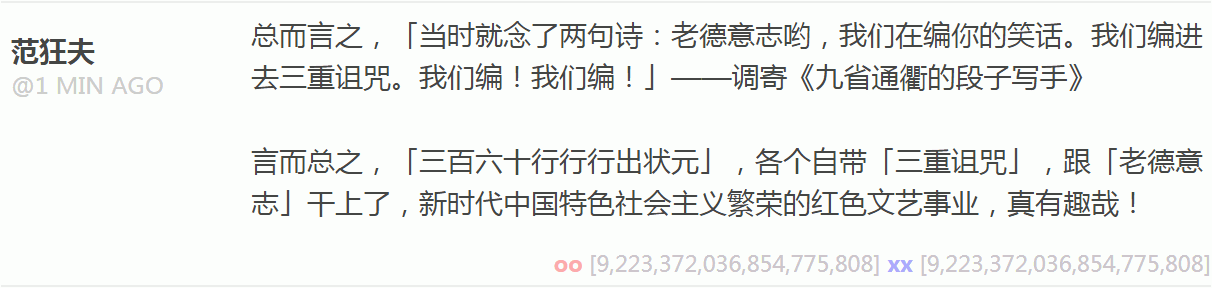 范狂夫
@1 MIN AGO
总而言之，「当时就念了两句诗：老德意志哟，我们在编你的笑话。我们编进
去三重诅咒。我们编！我们编！」——调寄《九省通衢的段子写手》
言而总之，「三百六十行行行出状元」，各个自带「三重诅咒」，跟「老德意
志」干上了，新时代中国特色社会主义繁荣的红色文艺事业，真有趣哉！
oo [9,223,372,036,854,775,808] xx [9,223,372,036,854,775,808]